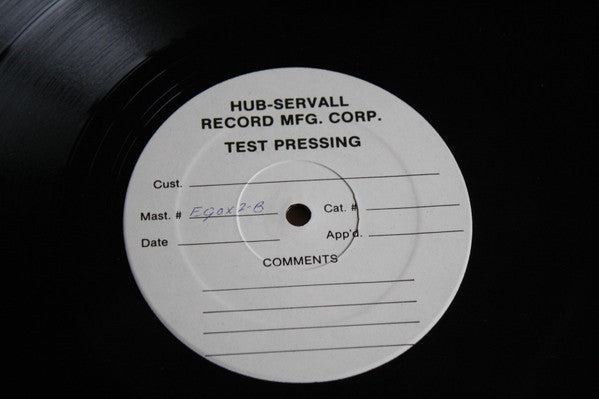 HUB-SERVALL
RECORD MFG. CORP.
TEST PRESSING
Cust.
Mast. # EGOX2-B Cat. #
Date App'd.
COMMENTS